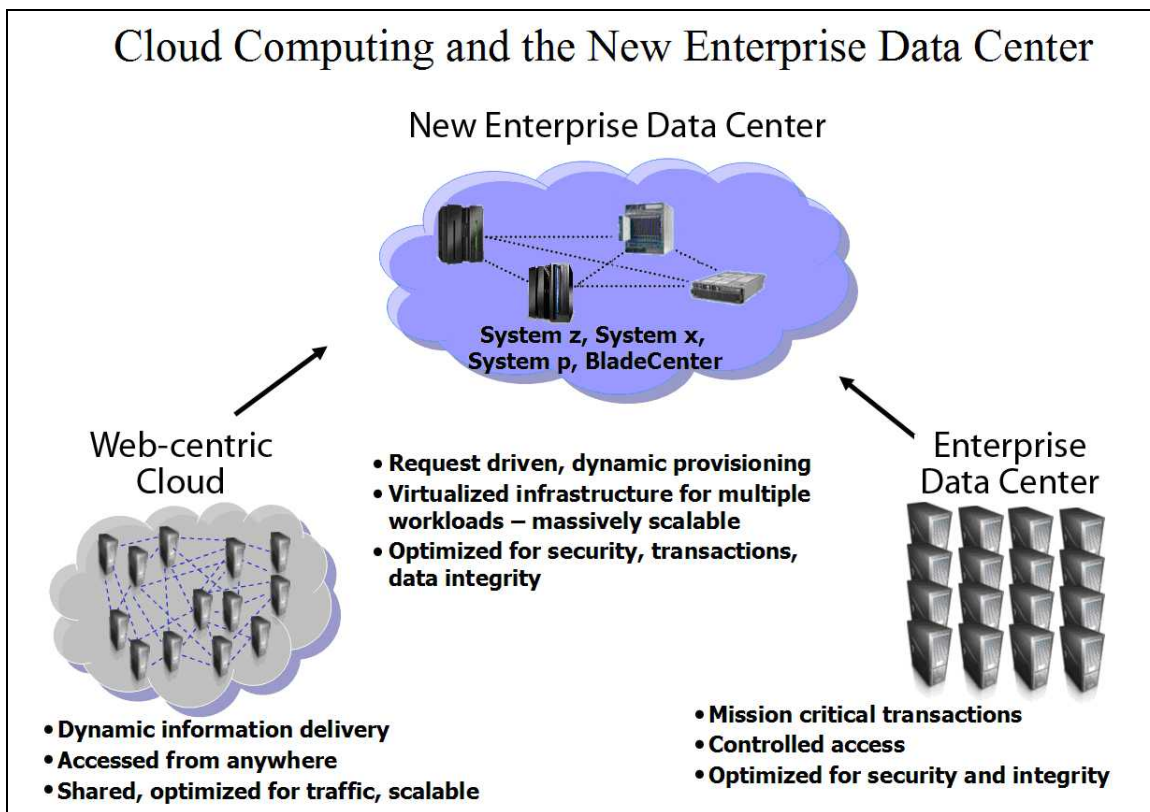 Cloud Computing and the New Enterprise Data Center
New Enterprise Data Center
System z, System x,
System p, BladeCenter
Web-centric
Cloud
• Request driven, dynamic provisioning
• Virtualized infrastructure for multiple
workloads – massively scalable
• Optimized for security, transactions,
data integrity
Enterprise
Data Center
• Dynamic information delivery
• Accessed from anywhere
• Shared, optimized for traffic, scalable
• Mission critical transactions
• Controlled access
• Optimized for security and integrity